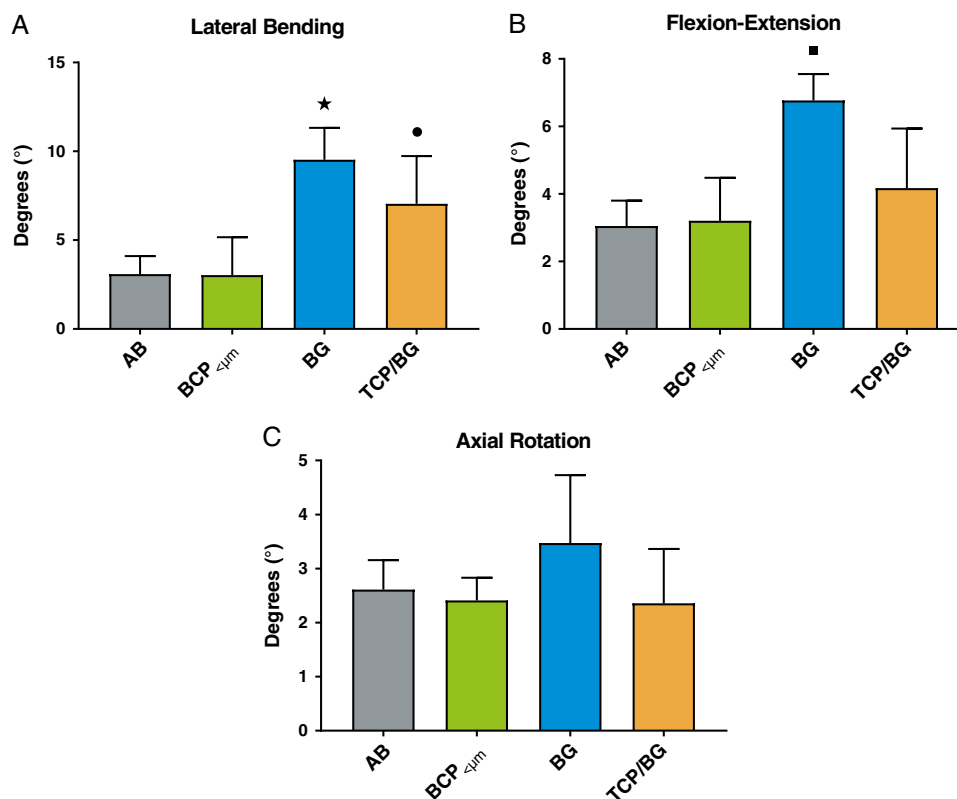 A
Lateral Bending
Degrees (°)
15
10
5
0
AB
BCP <µm
BG
TCP/BG
B
Flexion-Extension
Degrees (°)
8
6
4
2
0
AB
BCP <µm
BG
TCP/BG
C
Axial Rotation
Degrees (°)
5
4
3
2
1
0
AB
BCP <µm
BG
TCP/BG